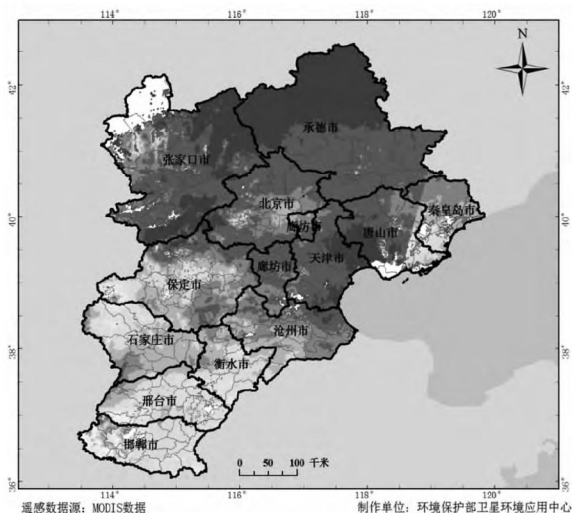 114° 116° 118° 120°
N
42° 42°
承德市
张家口市
北京市
秦皇岛市
40° 40°
廊坊市 唐山市
廊坊市 天津市
保定市
沧州市
石家庄市
38° 38°
衡水市
邢台市
邯郸市
0 50 100 千米
36° 36°
114° 116° 118° 120°
遥感数据源：MODIS数据 制作单位：环境保护部卫星环境应用中心